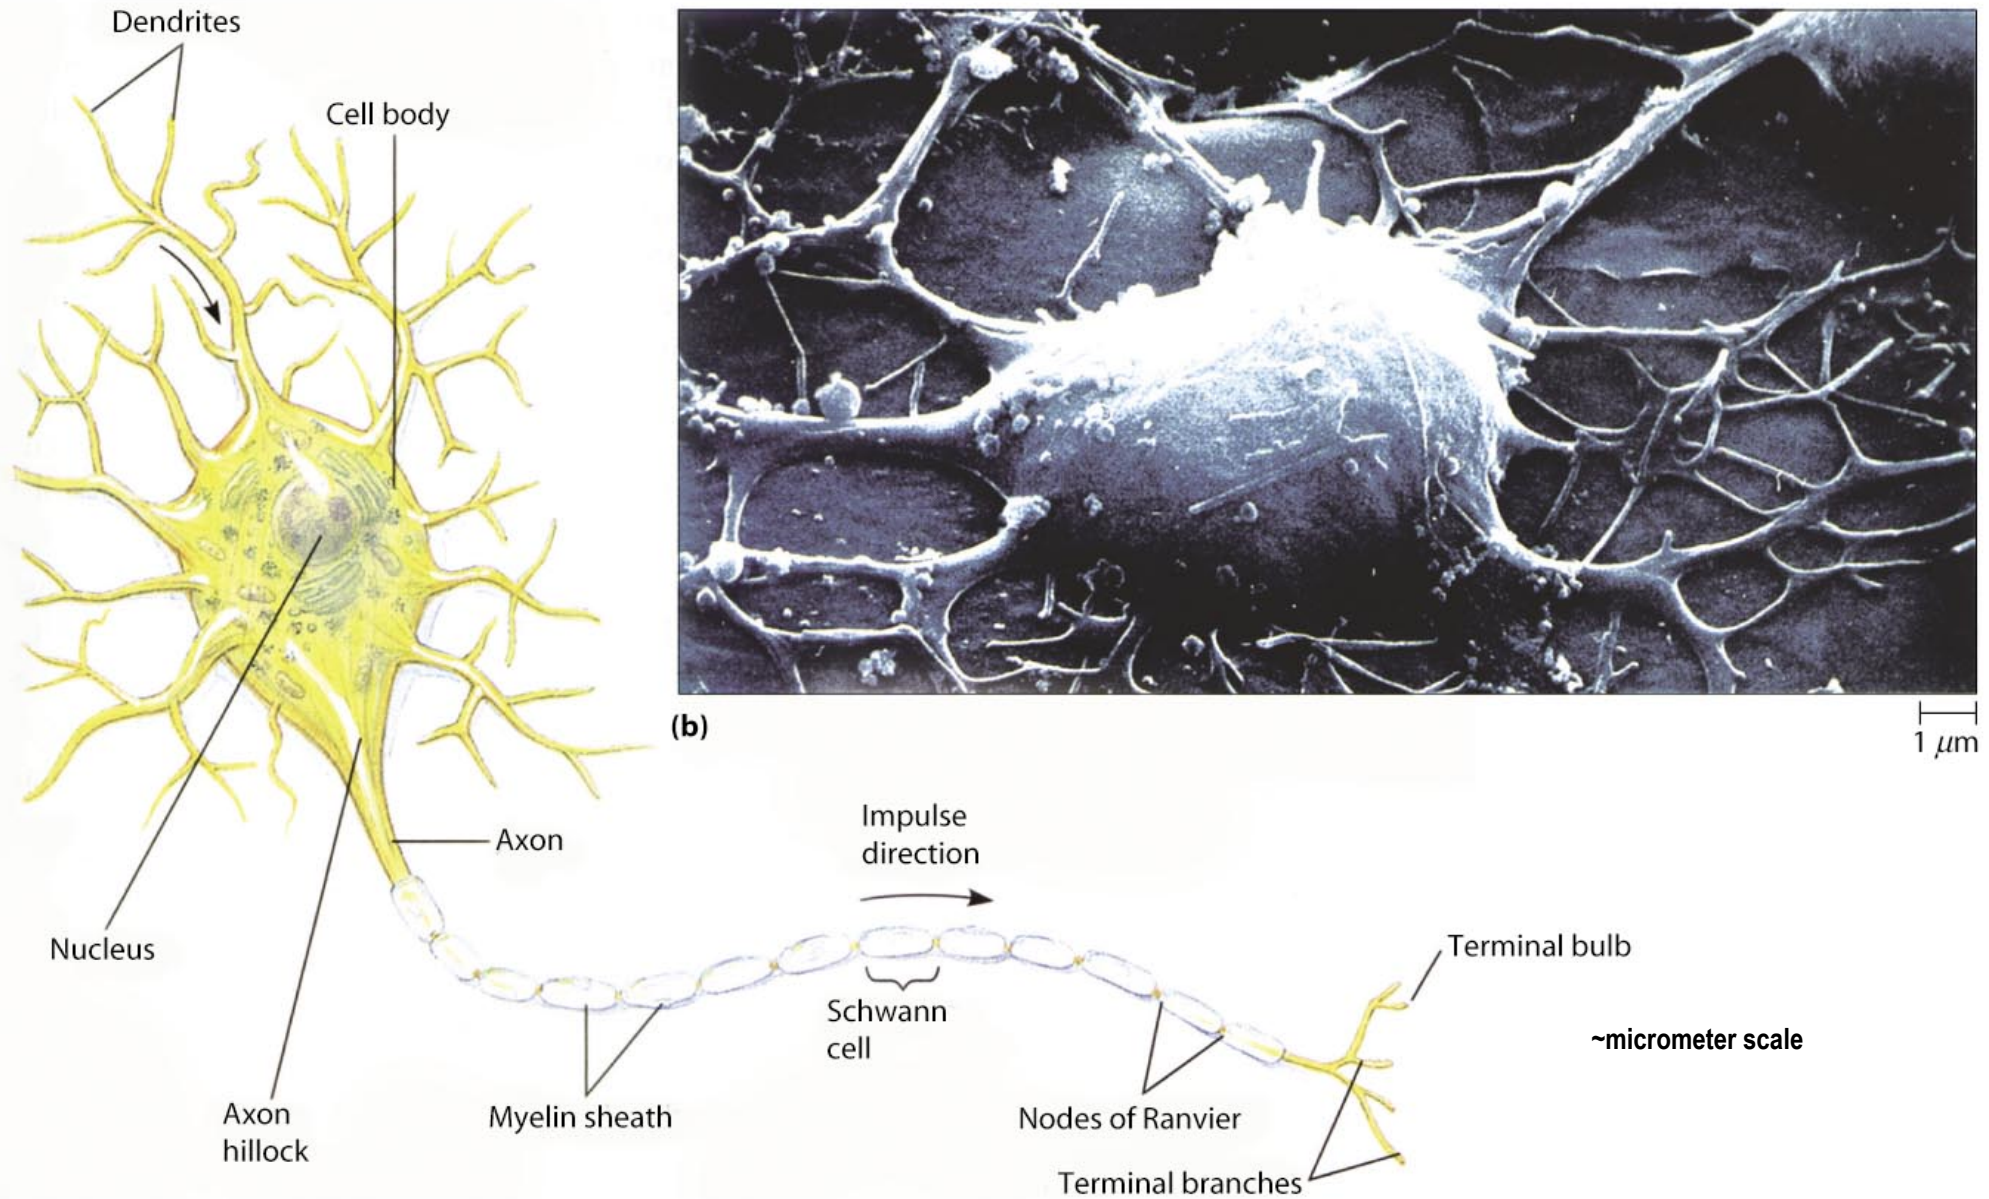 Dendrites
Cell body
(b)
1 μm
Axon
Impulse
direction
Nucleus
Terminal bulb
Schwann
cell
~micrometer scale
Axon
hillock
Myelin sheath
Nodes of Ranvier
Terminal branches